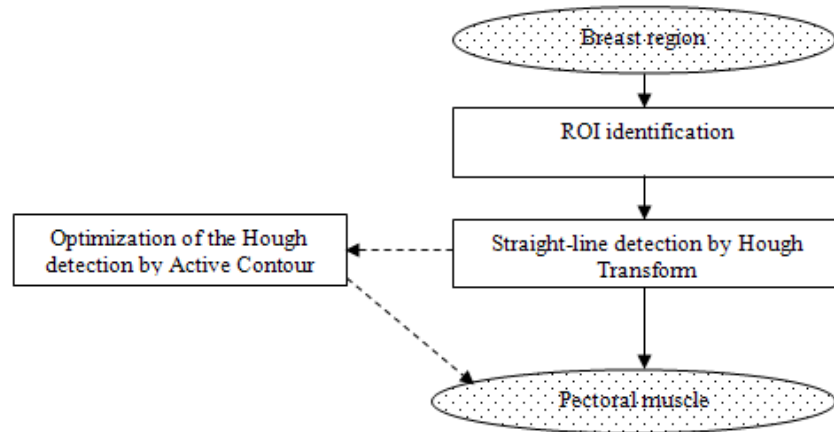 Breast region
ROI identification
Optimization of the Hough
detection by Active Contour
Straight-line detection by Hough
Transform
Pectoral muscle